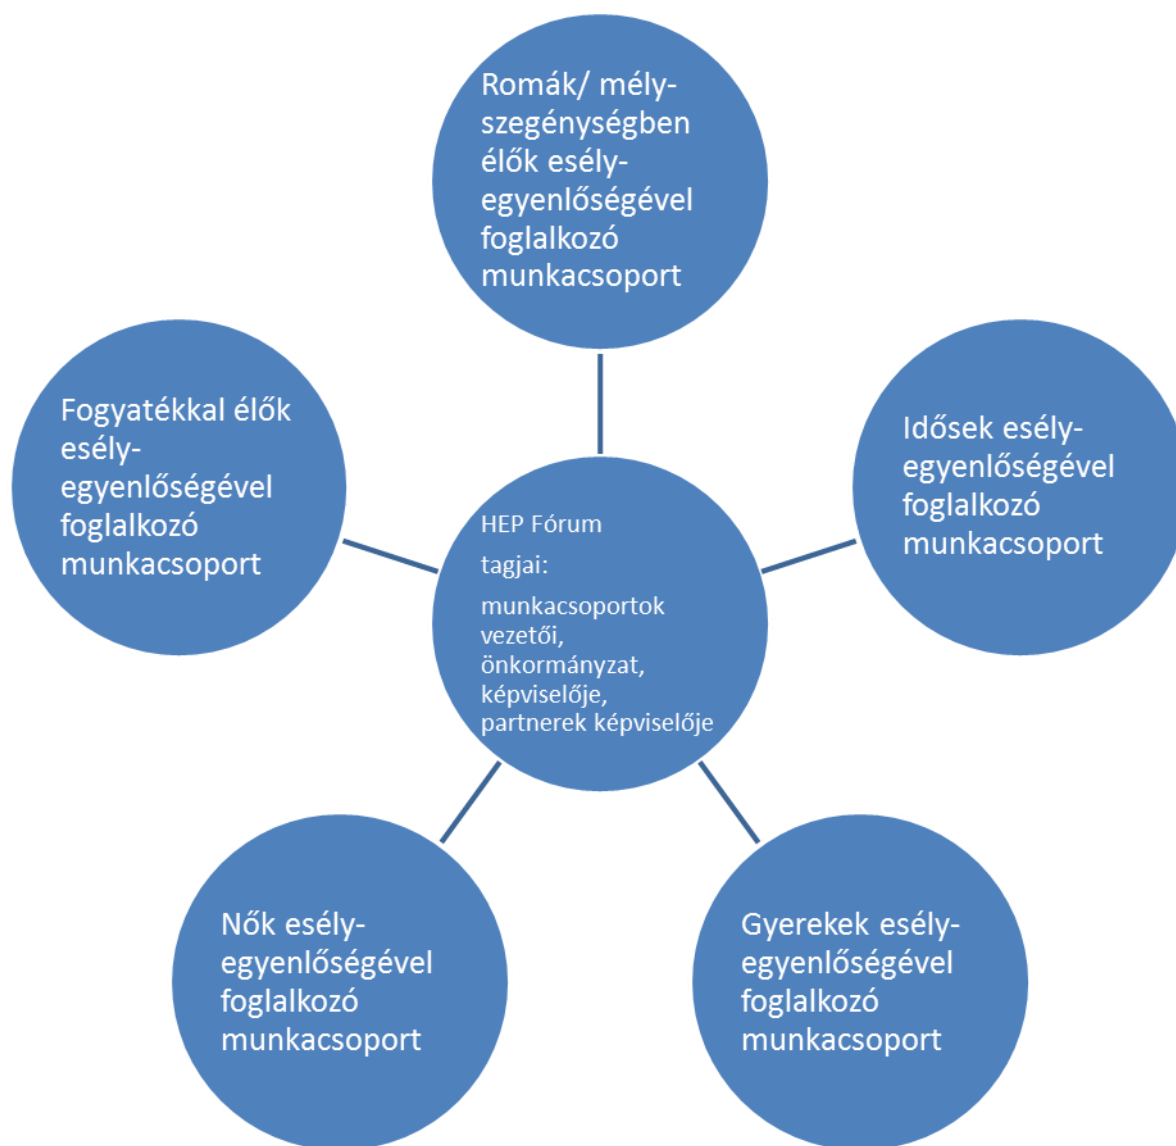 Romák/ mély-
szegénységben
élők esély-
egyenlőségével
foglalkozó
munkacsoport
Fogyatékkal élők
esély-
egyenlőségével
foglalkozó
munkacsoport
Idősek esély-
egyenlőségével
foglalkozó
munkacsoport
HEP Fórum
tagjai:
munkacsoportok
vezetői,
önkormányzat,
képviselője,
partnerek képviselője
Nők esély-
egyenlőségével
foglalkozó
munkacsoport
Gyerekek esély-
egyenlőségével
foglalkozó
munkacsoport